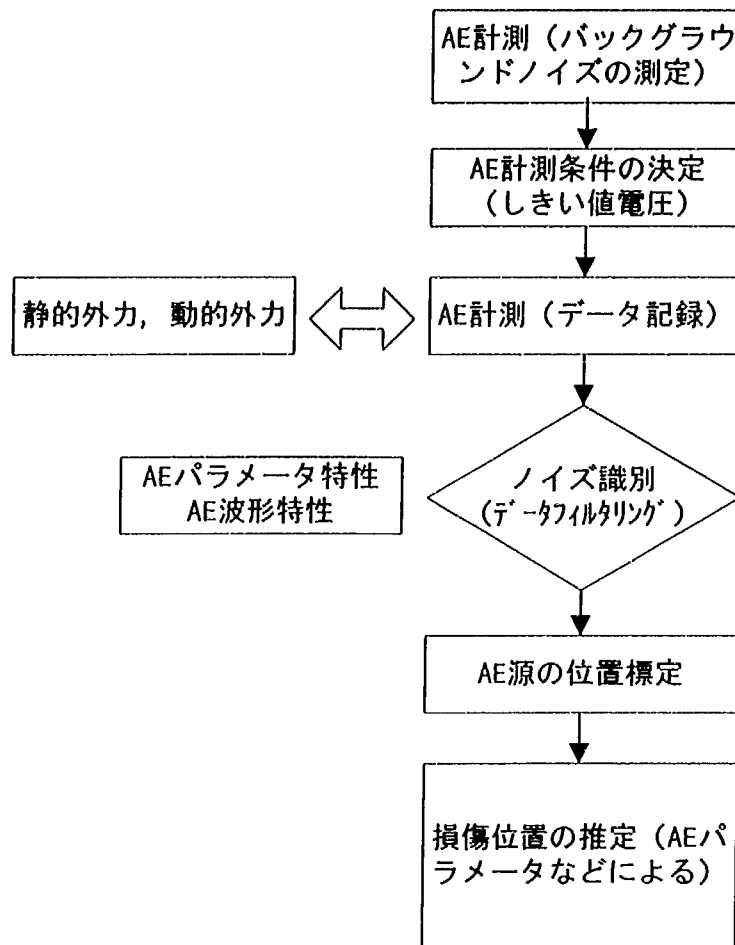 AE計測（バックグラウ
ンドノイズの測定）
AE計測条件の決定
（しきい値電圧）
静的外力，動的外力
AE計測（データ記録）
AEパラメータ特性
AE波形特性
ノイズ識別
（ﾃﾞｰﾀﾌｨﾙﾀﾘﾝｸﾞ）
AE源の位置標定
損傷位置の推定（AEパ
ラメータなどによる）